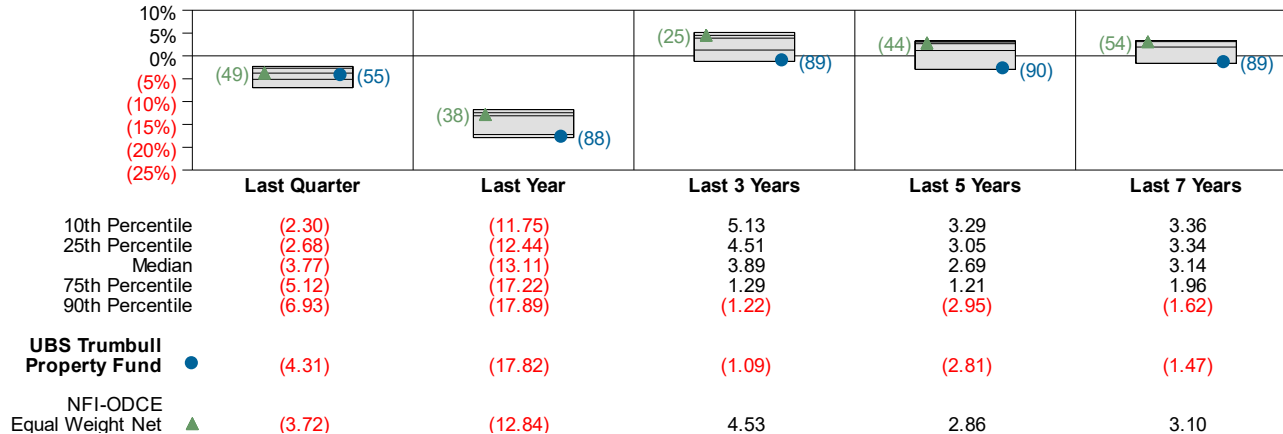 10%
5%
0%
(5%)
(10%)
(15%)
(20%)
(25%)
(49) (55)
(38) (88)
(25) (89)
(44) (90)
(54) (89)
Last Quarter Last Year Last 3 Years Last 5 Years Last 7 Years
10th Percentile (2.30) (11.75) 5.13 3.29 3.36
25th Percentile (2.68) (12.44) 4.51 3.05 3.34
Median (3.77) (13.11) 3.89 2.69 3.14
75th Percentile (5.12) (17.22) 1.29 1.21 1.96
90th Percentile (6.93) (17.89) (1.22) (2.95) (1.62)
UBS Trumbull
Property Fund (4.31) (17.82) (1.09) (2.81) (1.47)
NFI-ODCE
Equal Weight Net (3.72) (12.84) 4.53 2.86 3.10